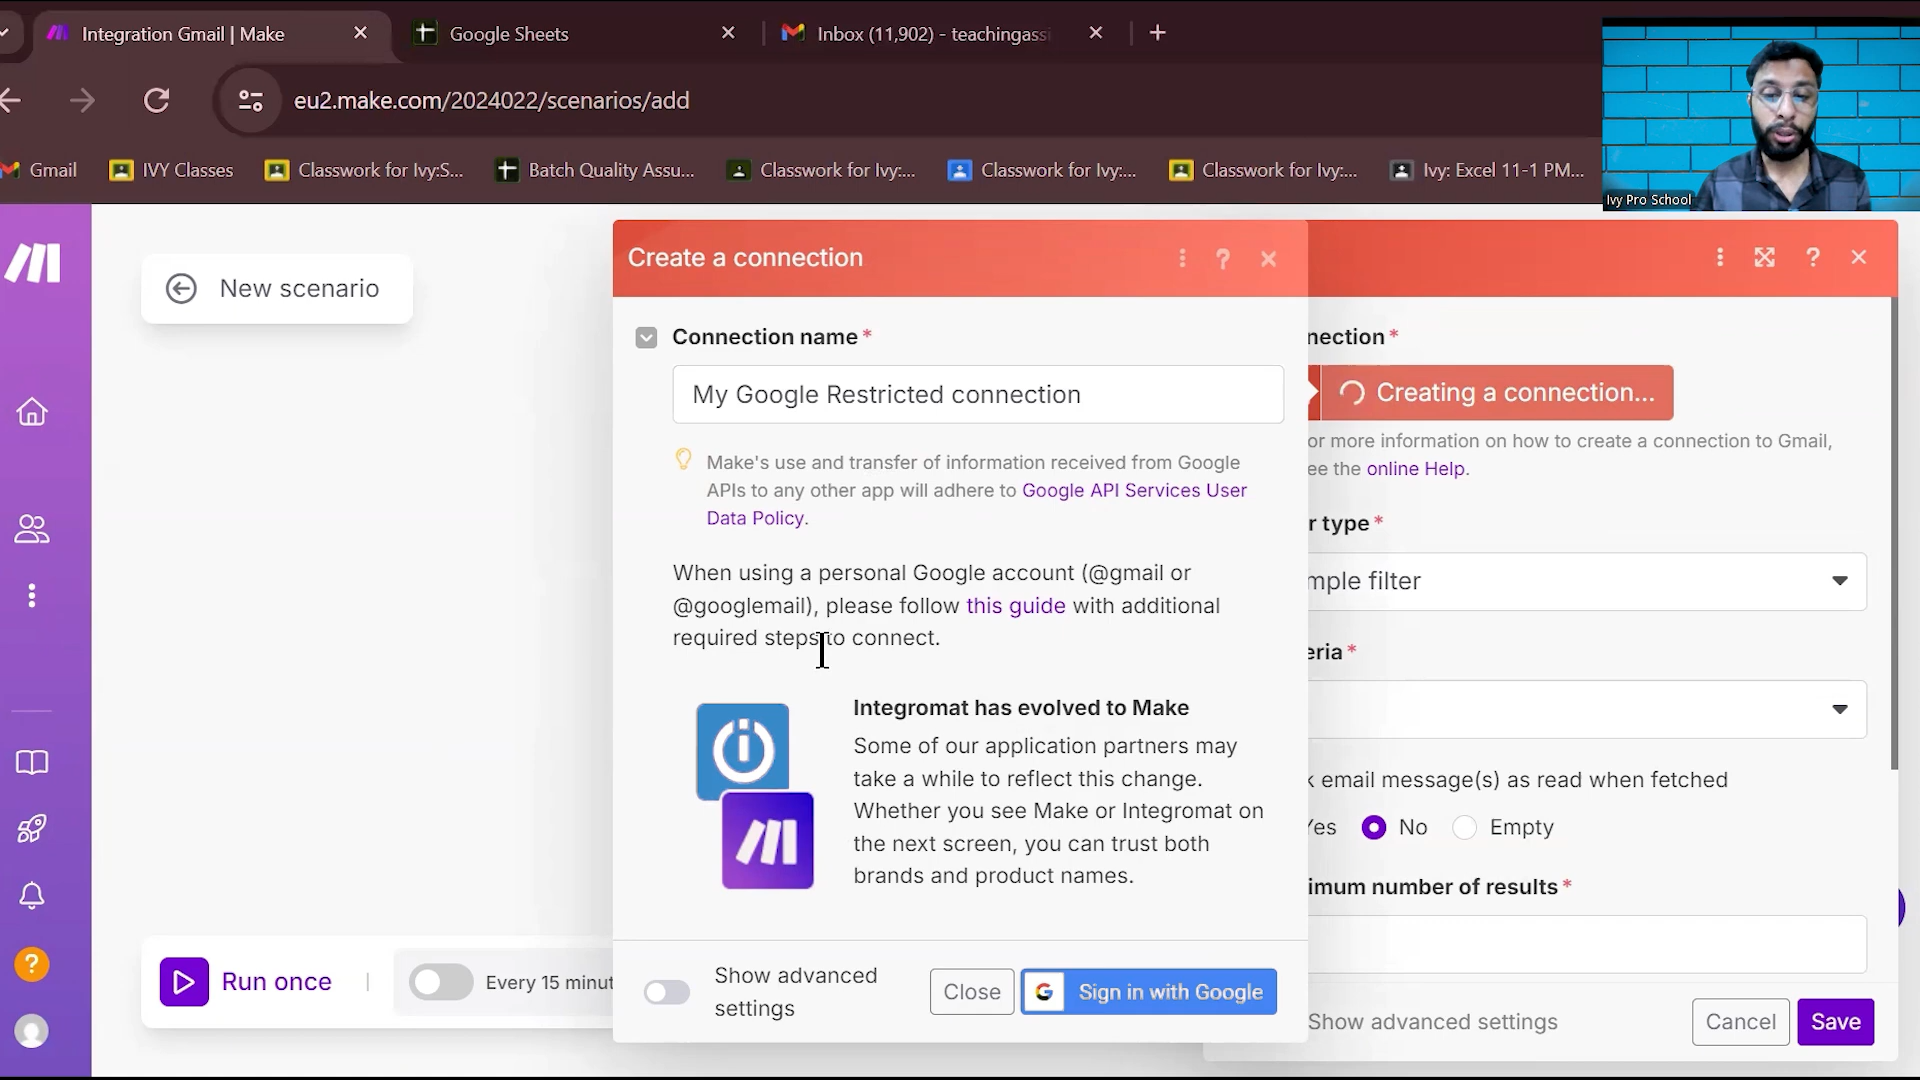 Integration Gmail | Make
Google Sheets
Inbox (11,902) - teachingassi
eu2.make.com/2024022/scenarios/add
Gmail
IVY Classes
Classwork for Ivy:S...
Batch Quality Assu...
Classwork for Ivy:...
Classwork for Ivy:...
Classwork for Ivy:...
Ivy: Excel 11-1 PM...
Ivy Pro School
New scenario
Create a connection
Connection name *
My Google Restricted connection
Make's use and transfer of information received from Google
APIs to any other app will adhere to Google API Services User
Data Policy.
When using a personal Google account (@gmail or
@googlemail), please follow this guide with additional
required steps to connect.
Integromat has evolved to Make
Some of our application partners may
take a while to reflect this change.
Whether you see Make or Integromat on
the next screen, you can trust both
brands and product names.
Show advanced
settings
Close
Sign in with Google
nection *
Creating a connection...
or more information on how to create a connection to Gmail,
ee the online Help.
r type *
mple filter
eria *
k email message(s) as read when fetched
Yes
No
Empty
imum number of results *
Show advanced settings
Cancel
Save
Run once
Every 15 minut